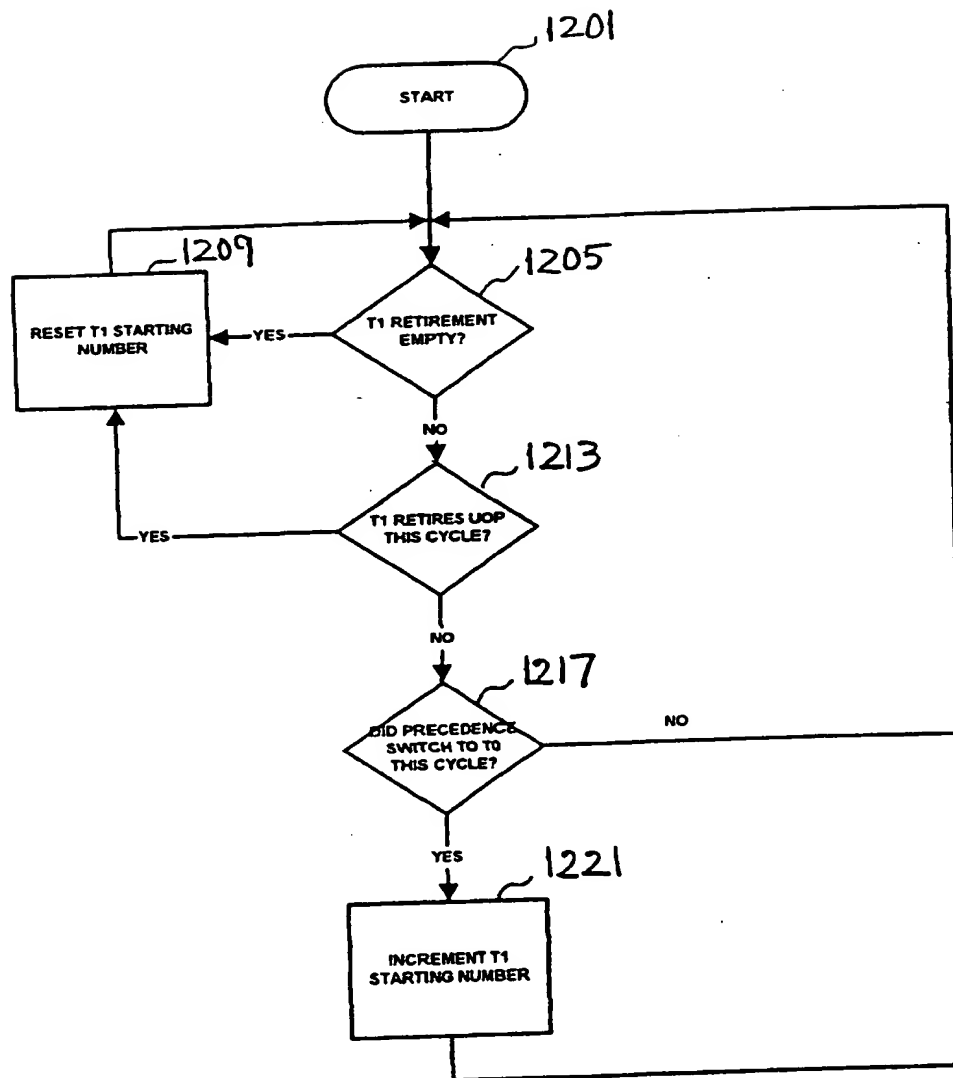 1201
START
1209
1205
RESET T1 STARTING
NUMBER
YES
T1 RETIREMENT
EMPTY?
NO
1213
YES
T1 RETIRES UOP
THIS CYCLE?
NO
1217
DID PRECEDENCE
SWITCH TO T0
THIS CYCLE?
NO
YES
1221
INCREMENT T1
STARTING NUMBER